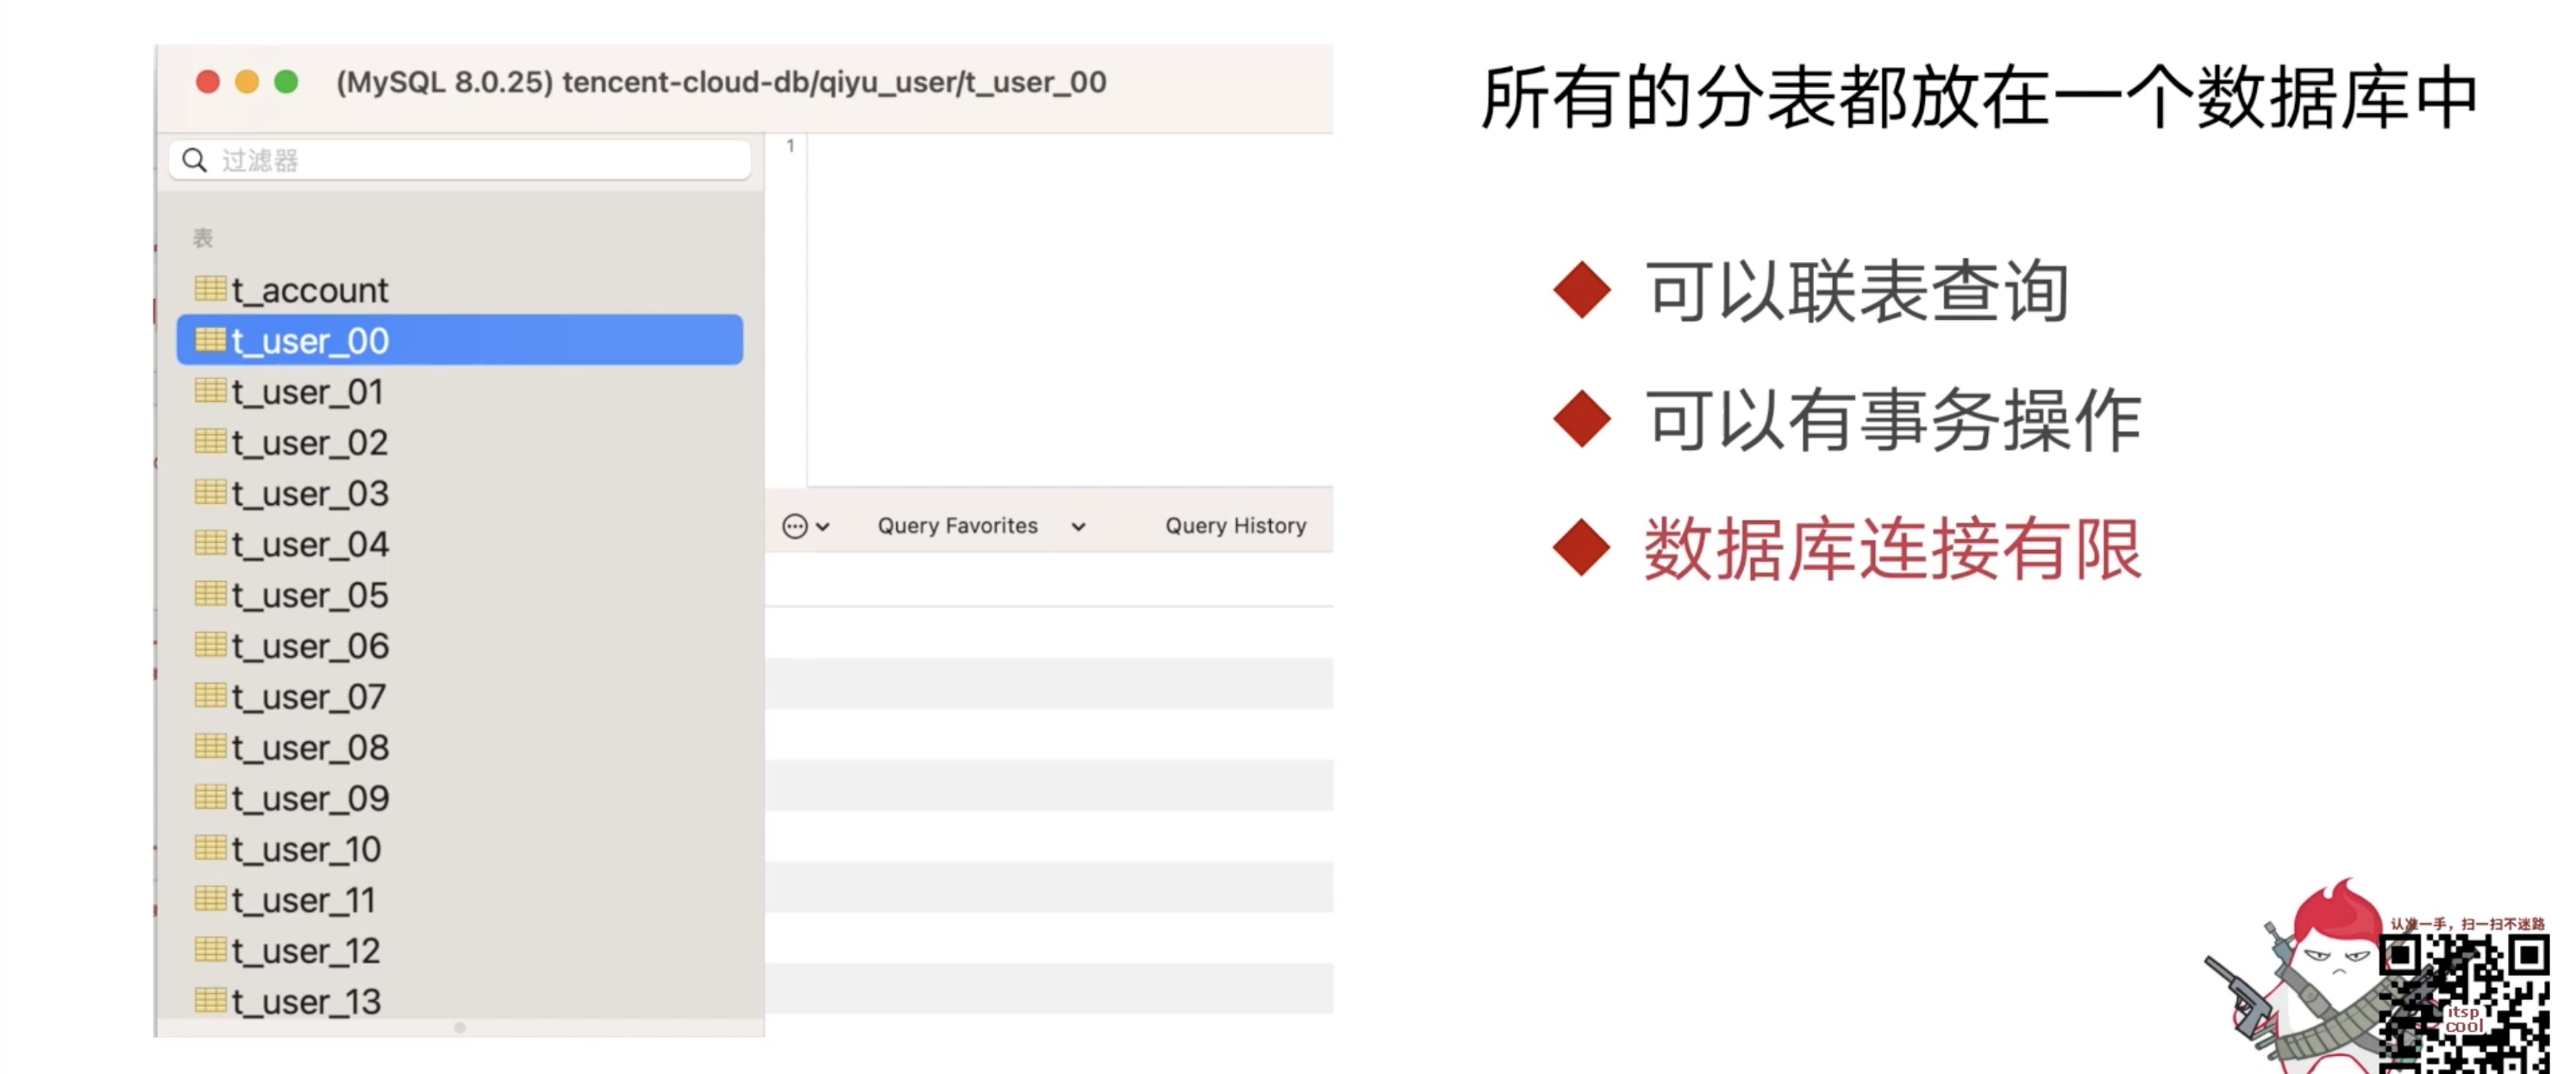 (MySQL 8.0.25) tencent-cloud-db/qiyu_user/t_user_00
过滤器
1
表
t_account
t_user_00
t_user_01
t_user_02
t_user_03
t_user_04
t_user_05
t_user_06
t_user_07
t_user_08
t_user_09
t_user_10
t_user_11
t_user_12
t_user_13
Query Favorites
Query History
所有的分表都放在一个数据库中
可以联表查询
可以有事务操作
数据库连接有限
认准一手，扫一扫不迷路
itsp
cool